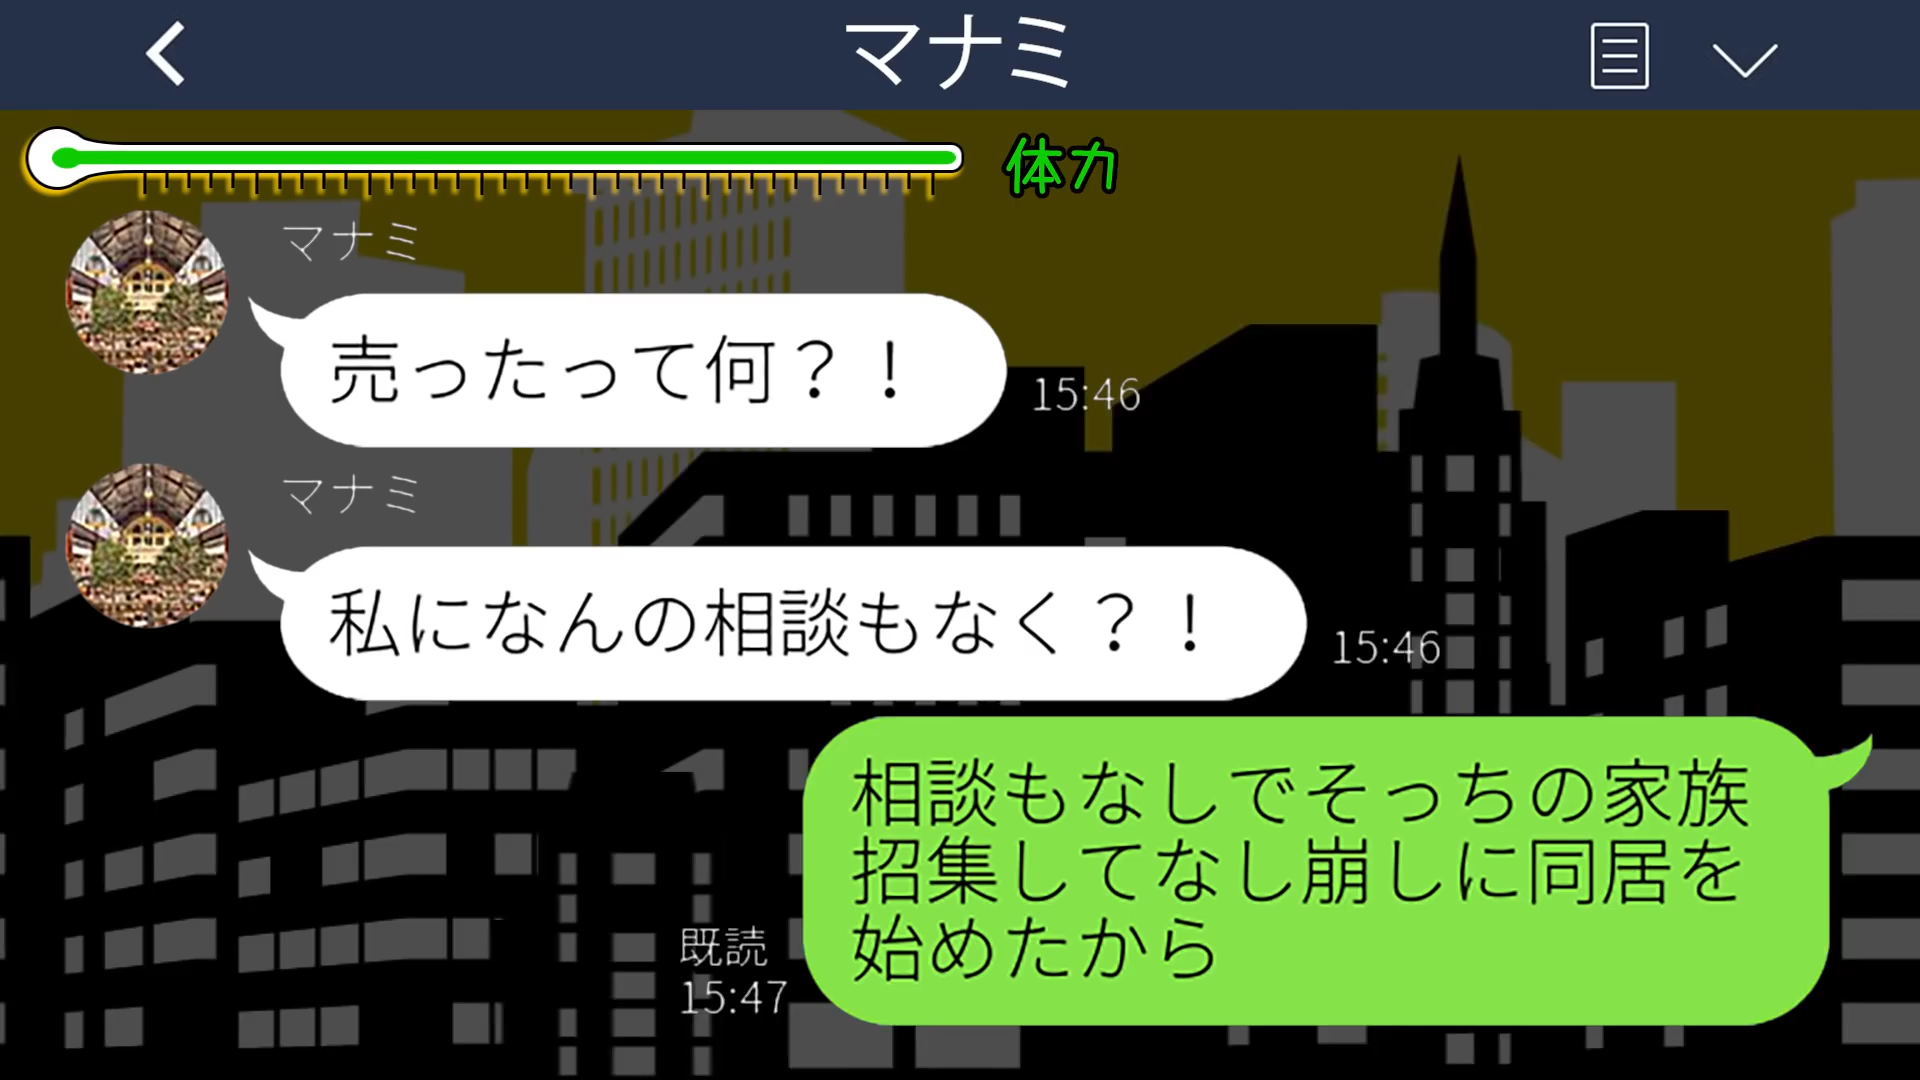 マナミ
体力
マナミ
売ったって何？！
15:46
マナミ
私になんの相談もなく？！
15:46
相談もなしでそっちの家族
招集してなし崩しに同居を
始めたから
既読
15:47